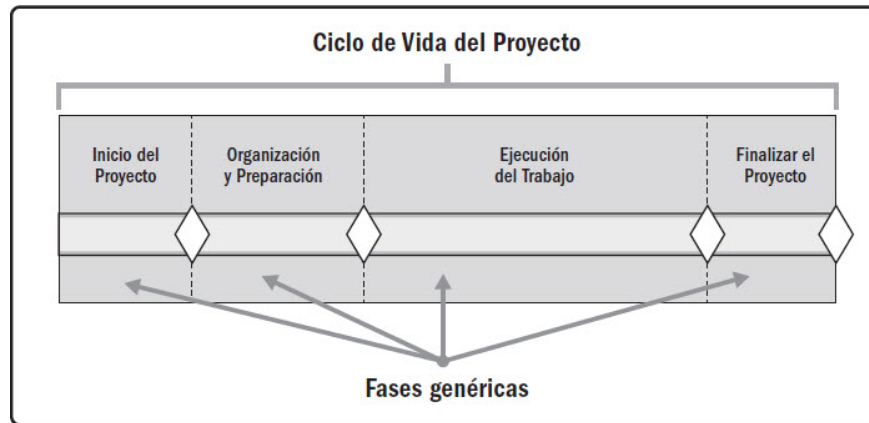 Ciclo de Vida del Proyecto
Inicio del
Proyecto
Organización
y Preparación
Ejecución
del Trabajo
Finalizar el
Proyecto
Fases genéricas